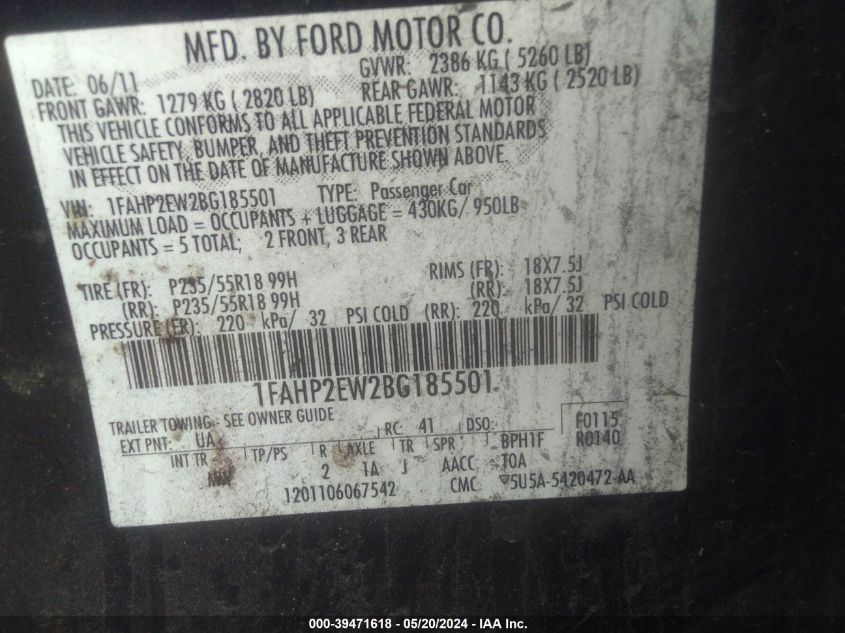 MFD. BY FORD MOTOR CO.
DATE: 06/11 GVWR: 2386 KG ( 5260 LB)
FRONT GAWR: 1279 KG ( 2820 LB) REAR GAWR: 1143 KG ( 2520 LB)
THIS VEHICLE CONFORMS TO ALL APPLICABLE FEDERAL MOTOR
VEHICLE SAFETY, BUMPER, AND THEFT PREVENTION STANDARDS
IN EFFECT ON THE DATE OF MANUFACTURE SHOWN ABOVE.
VIN: 1FAHP2EW2BG185501 TYPE: Passenger Car
MAXIMUM LOAD = OCCUPANTS + LUGGAGE = 430KG/ 950LB
OCCUPANTS = 5 TOTAL; 2 FRONT, 3 REAR
TIRE (FR): P235/55R18 99H RIMS (FR): 18X7.5J
(RR): P235/55R18 99H (RR): 18X7.5J
PRESSURE (FR): 220 kPa/ 32 PSI COLD (RR): 220 kPa/ 32 PSI COLD
1FAHP2EW2BG185501
TRAILER TOWING - SEE OWNER GUIDE
EXT PNT: UA RC: 41 DSO: F0115
INT TR TP/PS R AXLE TR SPR BPH1F R0140
2 1A J AACC TOA
1201106067542 CMC ▽5U5A-5420472-AA
000-39471618 - 05/20/2024 - IAA Inc.